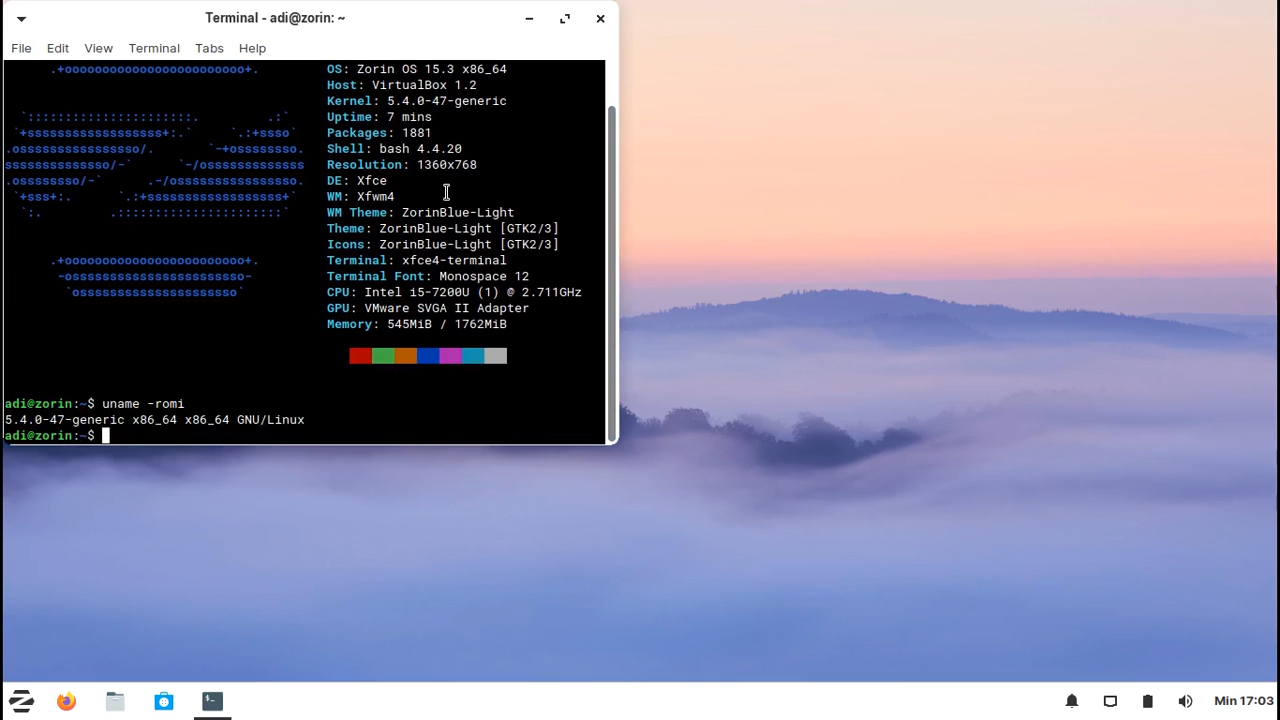 Terminal - adi@zorin: ~
File Edit View Terminal Tabs Help
.+oooooooooooooooooooooooo+.
OS: Zorin OS 15.3 x86_64
Host: VirtualBox 1.2
Kernel: 5.4.0-47-generic
Uptime: 7 mins
Packages: 1881
Shell: bash 4.4.20
Resolution: 1360x768
DE: Xfce
WM: Xfwm4
WM Theme: ZorinBlue-Light
Theme: ZorinBlue-Light [GTK2/3]
Icons: ZorinBlue-Light [GTK2/3]
Terminal: xfce4-terminal
Terminal Font: Monospace 12
CPU: Intel i5-7200U (1) @ 2.711GHz
GPU: VMware SVGA II Adapter
Memory: 545MiB / 1762MiB
adi@zorin:~$ uname -romi
5.4.0-47-generic x86_64 x86_64 GNU/Linux
adi@zorin:~$
Min 17:03